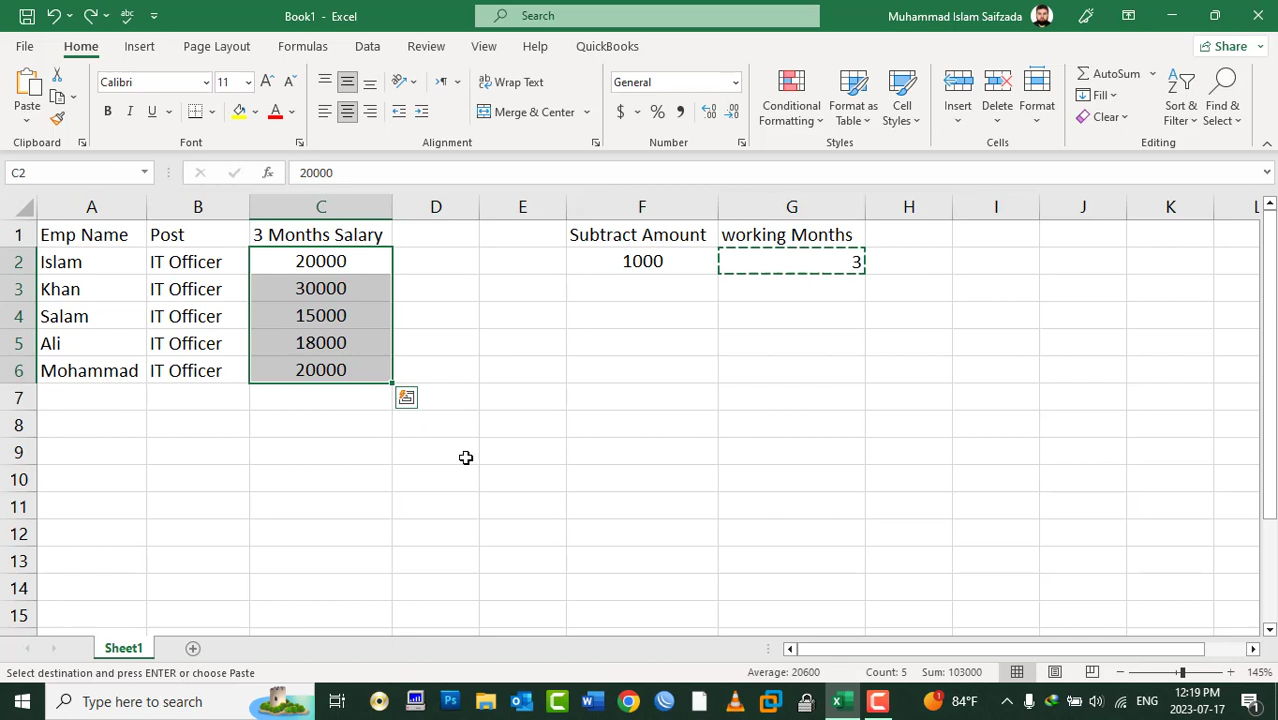 Book1 - Excel
Search
Muhammad Islam Saifzada
File Home Insert Page Layout Formulas Data Review View Help QuickBooks Share
Paste
Calibri 11
Wrap Text
General
AutoSum
Fill
Clear
B I U
Merge & Center
Conditional Formatting
Format as Table
Cell Styles
Insert
Delete
Format
Sort & Filter
Find & Select
Clipboard Font Alignment Number Styles Cells Editing
C2 fx 20000
A B C D E F G H I J K L
1 Emp Name Post 3 Months Salary Subtract Amount working Months
2 Islam IT Officer 20000 1000 3
3 Khan IT Officer 30000
4 Salam IT Officer 15000
5 Ali IT Officer 18000
6 Mohammad IT Officer 20000
7
8
9
10
11
12
13
14
15
Sheet1
Select destination and press ENTER or choose Paste Average: 20600 Count: 5 Sum: 103000 145%
Type here to search
84°F
ENG
12:19 PM
2023-07-17